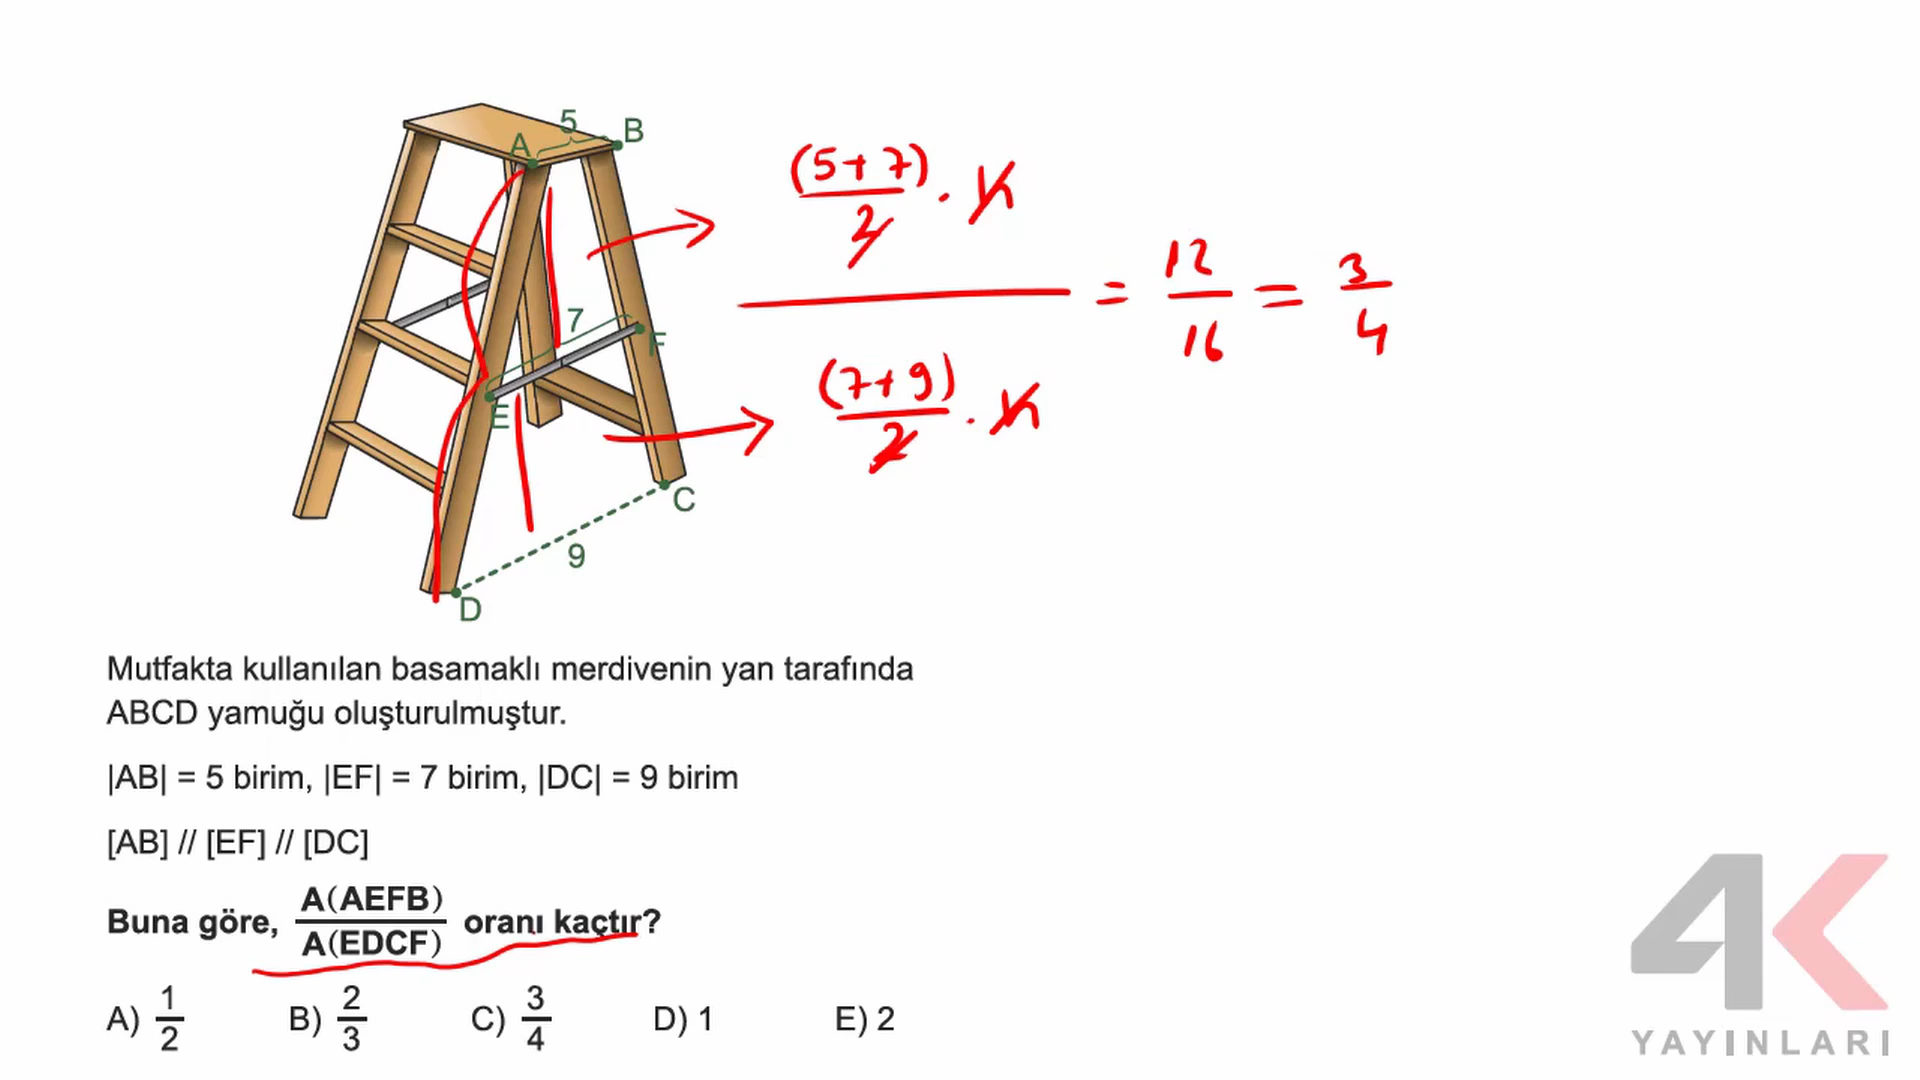 A 5 B
7
F
E
C
9
D
(5+7)/2 · h
(7+9)/2 · h
= 12/16 = 3/4
Mutfakta kullanılan basamaklı merdivenin yan tarafında
ABCD yamuğu oluşturulmuştur.
|AB| = 5 birim, |EF| = 7 birim, |DC| = 9 birim
[AB] // [EF] // [DC]
Buna göre, A(AEFB)/A(EDCF) oranı kaçtır?
A) 1/2 B) 2/3 C) 3/4 D) 1 E) 2
4K
YAYINLARI